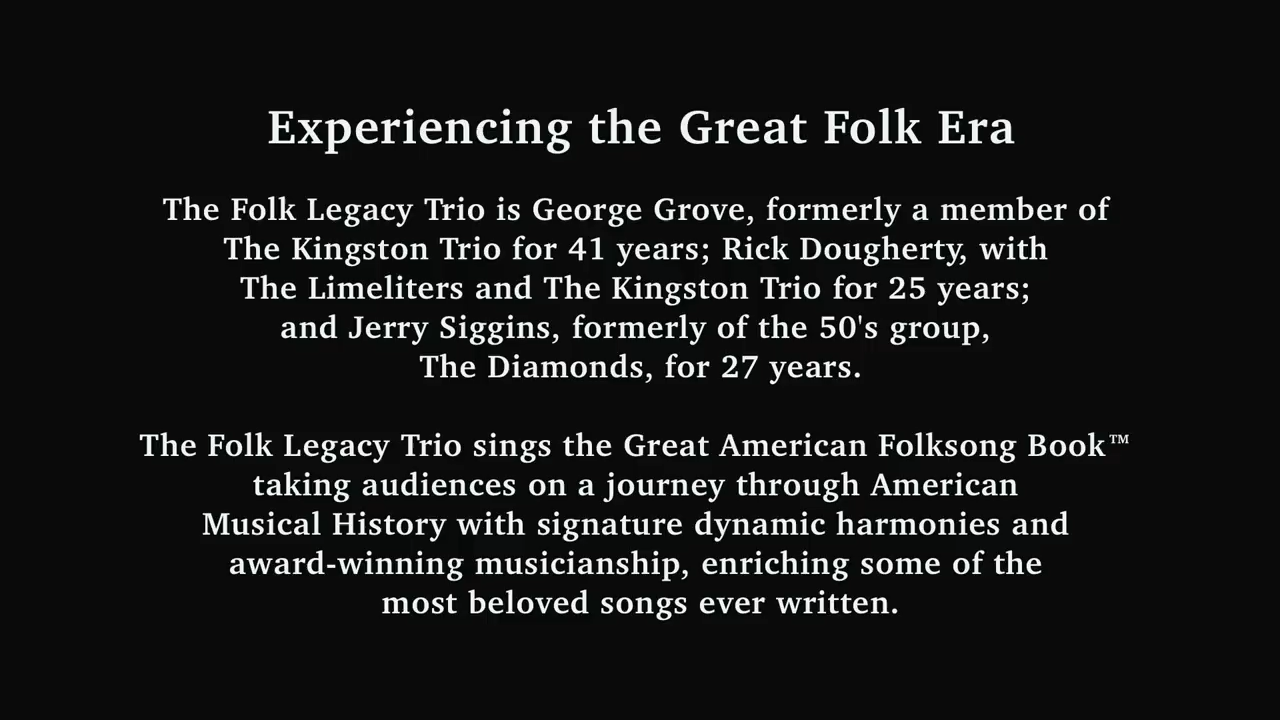 Experiencing the Great Folk Era
The Folk Legacy Trio is George Grove, formerly a member of
The Kingston Trio for 41 years; Rick Dougherty, with
The Limeliters and The Kingston Trio for 25 years;
and Jerry Siggins, formerly of the 50's group,
The Diamonds, for 27 years.
The Folk Legacy Trio sings the Great American Folksong Book™
taking audiences on a journey through American
Musical History with signature dynamic harmonies and
award-winning musicianship, enriching some of the
most beloved songs ever written.